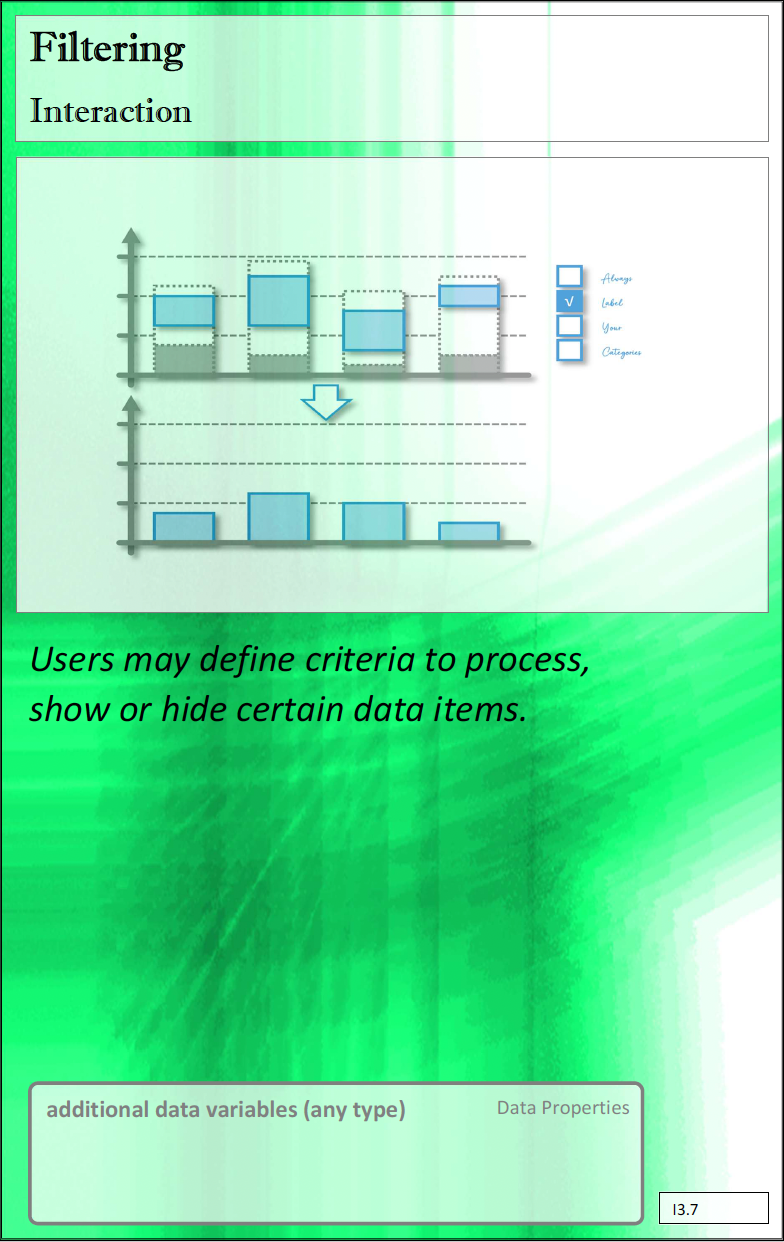 Filtering
Interaction
Always
√ Label
Your
Categories
Users may define criteria to process,
show or hide certain data items.
additional data variables (any type)
Data Properties
I3.7